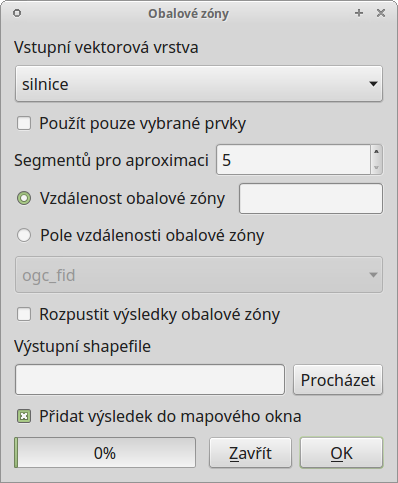 Obalové zóny
Vstupní vektorová vrstva
silnice
Použít pouze vybrané prvky
Segmentů pro aproximaci 5
Vzdálenost obalové zóny
Pole vzdálenosti obalové zóny
ogc_fid
Rozpustit výsledky obalové zóny
Výstupní shapefile
Procházet
Přidat výsledek do mapového okna
0% Zavřít OK